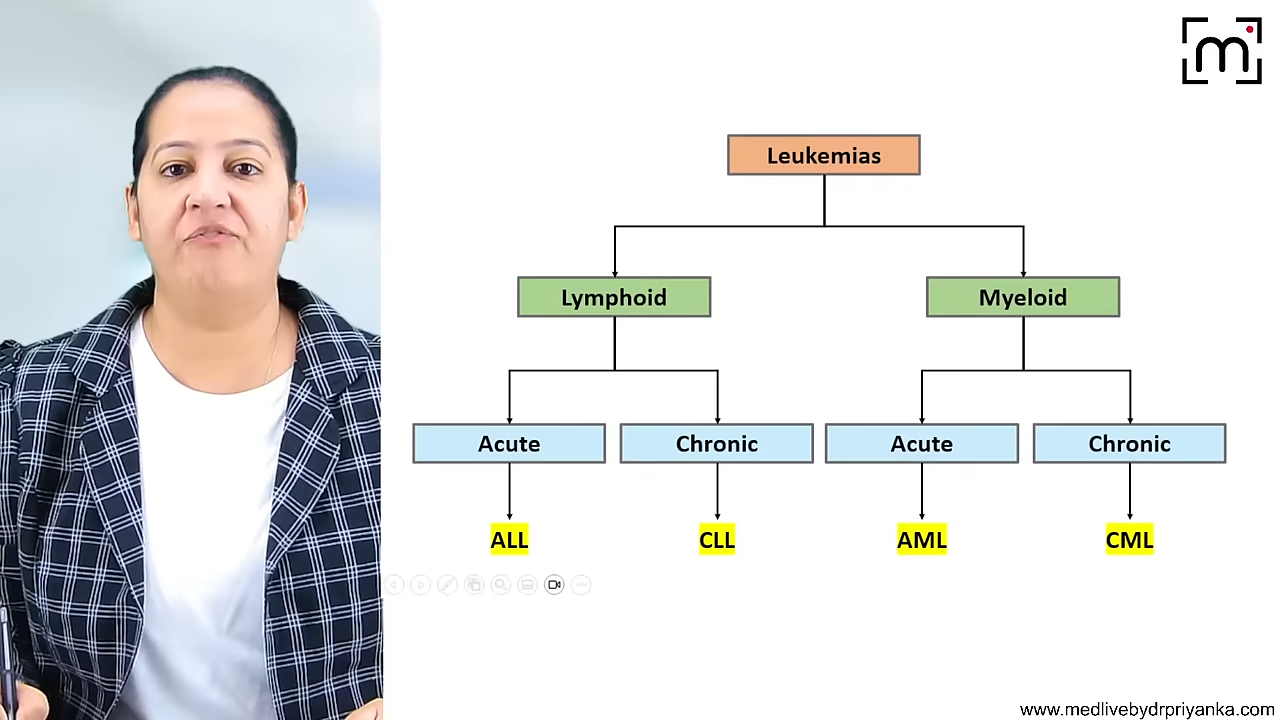 m
Leukemias
Lymphoid
Myeloid
Acute
Chronic
Acute
Chronic
ALL
CLL
AML
CML
www.medlivebydrpriyanka.com